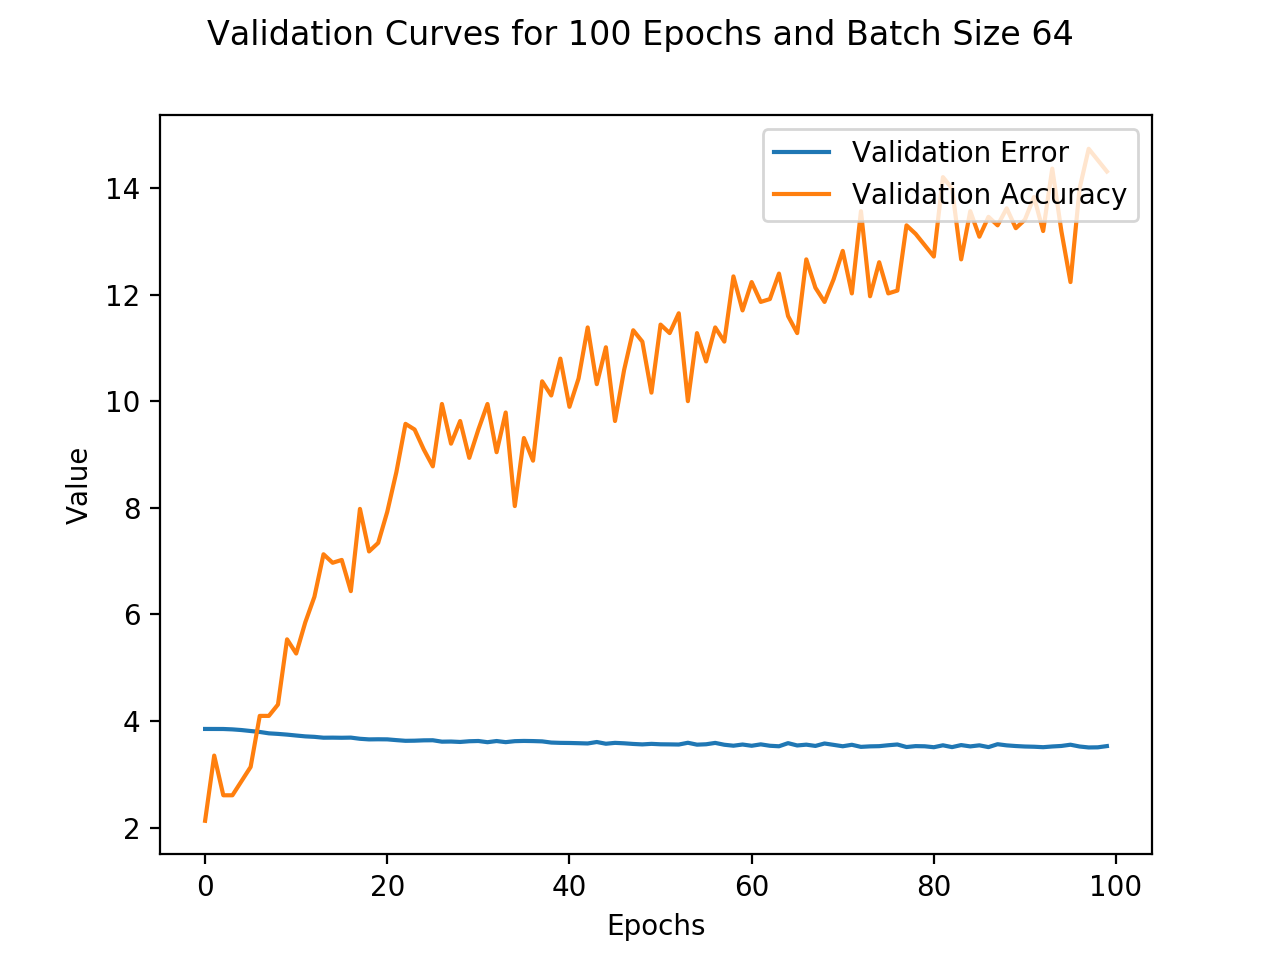 Validation Curves for 100 Epochs and Batch Size 64
Validation Error
Validation Accuracy
14
12
10
8
6
4
2
Value
0 20 40 60 80 100
Epochs